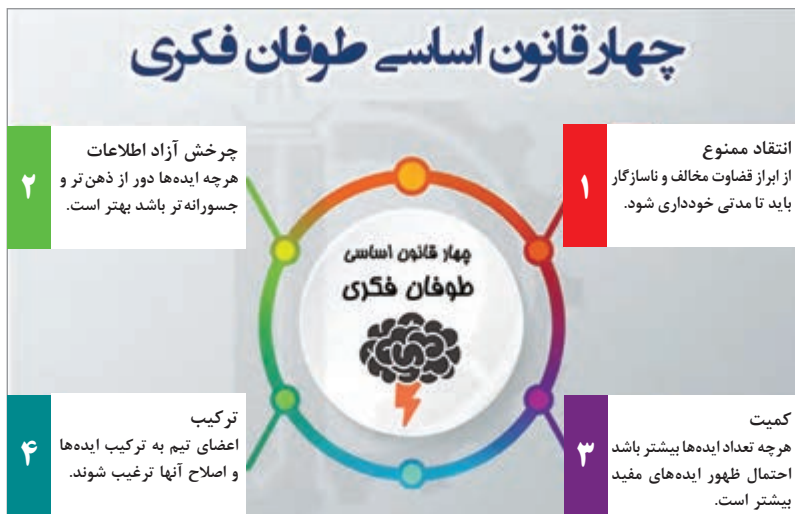 چهار قانون اساسی طوفان فکری
۱
انتقاد ممنوع
از ابراز قضاوت مخالف و ناسازگار
باید تا مدتی خودداری شود.
۲
چرخش آزاد اطلاعات
هرچه ایده‌ها دور از ذهن‌تر و
جسورانه‌تر باشد بهتر است.
چهار قانون اساسی
طوفان فکری
۳
کمیت
هرچه تعداد ایده‌ها بیشتر باشد
احتمال ظهور ایده‌های مفید
بیشتر است.
۴
ترکیب
اعضای تیم به ترکیب ایده‌ها
و اصلاح آنها ترغیب شوند.